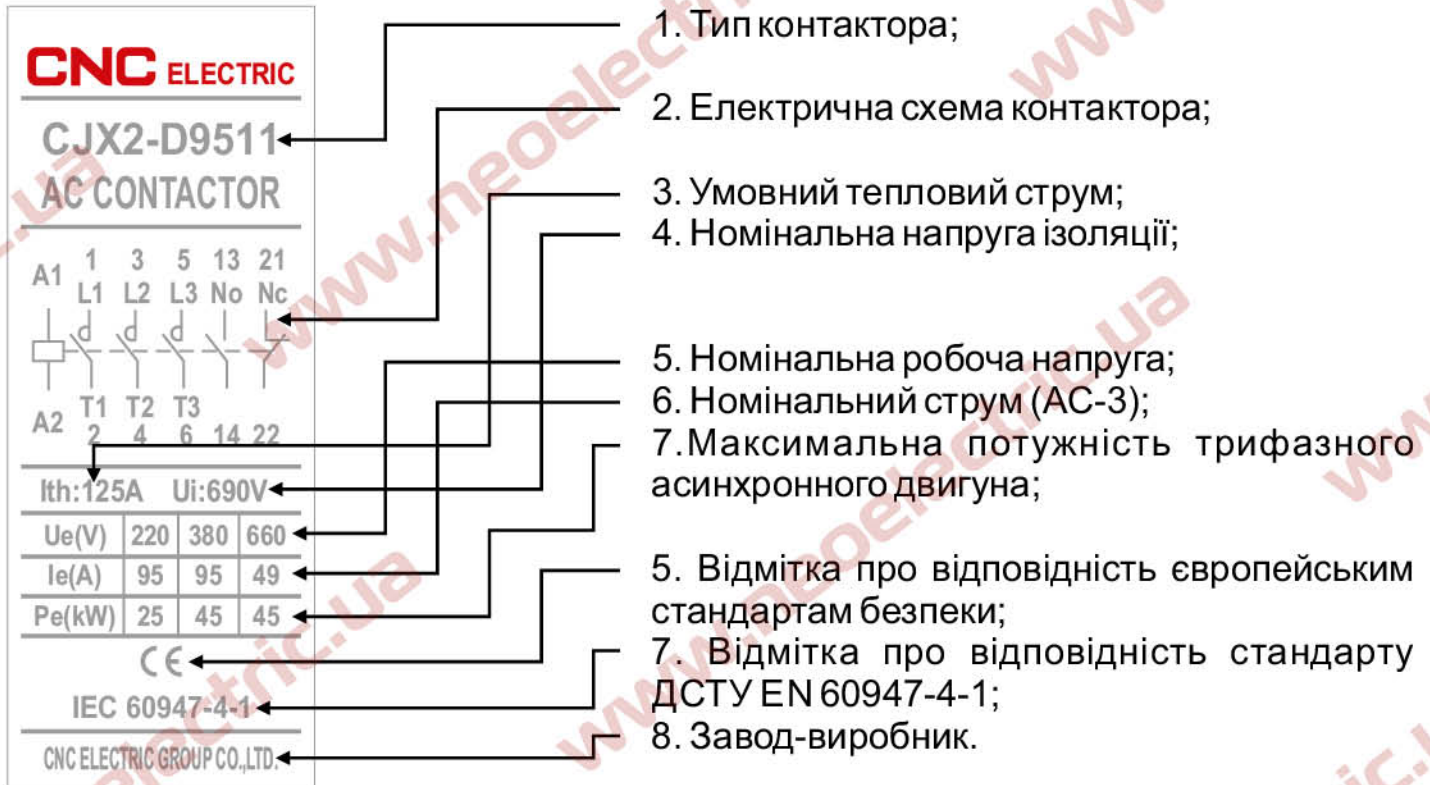 CNC ELECTRIC
CJX2-D9511
AC CONTACTOR
A1 1 3 5 13 21
L1 L2 L3 No Nc
A2 T1 T2 T3
2 4 6 14 22
Ith:125A Ui:690V
Ue(V) 220 380 660
Ie(A) 95 95 49
Pe(kW) 25 45 45
CE
IEC 60947-4-1
CNC ELECTRIC GROUP CO.,LTD.
1. Тип контактора;
2. Електрична схема контактора;
3. Умовний тепловий струм;
4. Номінальна напруга ізоляції;
5. Номінальна робоча напруга;
6. Номінальний струм (АС-3);
7.Максимальна потужність трифазного
асинхронного двигуна;
5. Відмітка про відповідність європейським
стандартам безпеки;
7. Відмітка про відповідність стандарту
ДСТУ EN 60947-4-1;
8. Завод-виробник.
www.neoelectric.ua